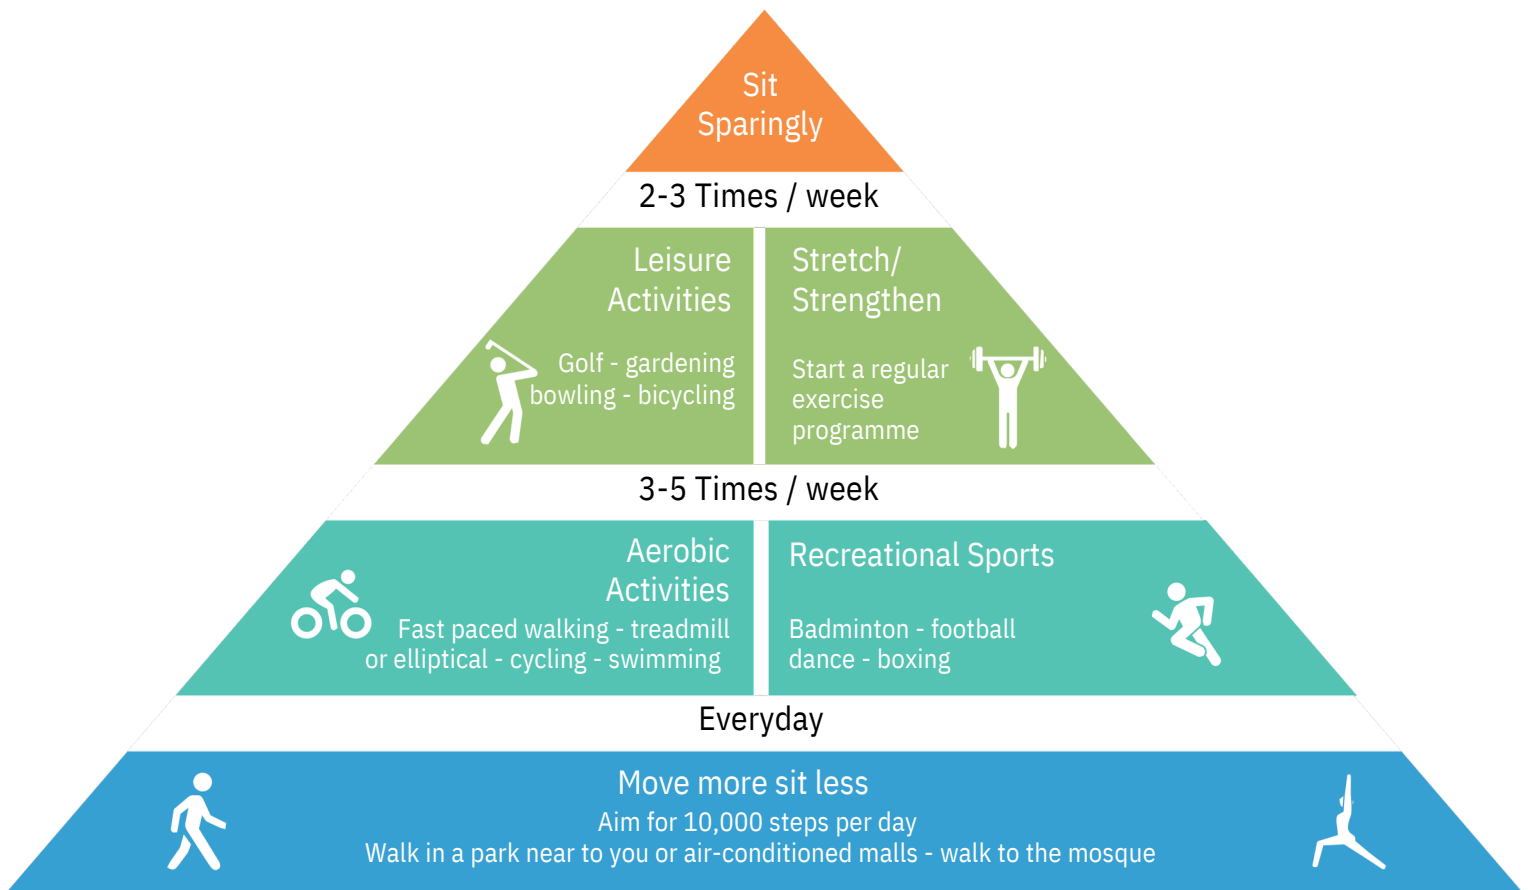 Sit
Sparingly
2-3 Times / week
Leisure
Activities
Golf - gardening
bowling - bicycling
Stretch/
Strengthen
Start a regular
exercise
programme
3-5 Times / week
Aerobic
Activities
Fast paced walking - treadmill
or elliptical - cycling - swimming
Recreational Sports
Badminton - football
dance - boxing
Everyday
Move more sit less
Aim for 10,000 steps per day
Walk in a park near to you or air-conditioned malls - walk to the mosque